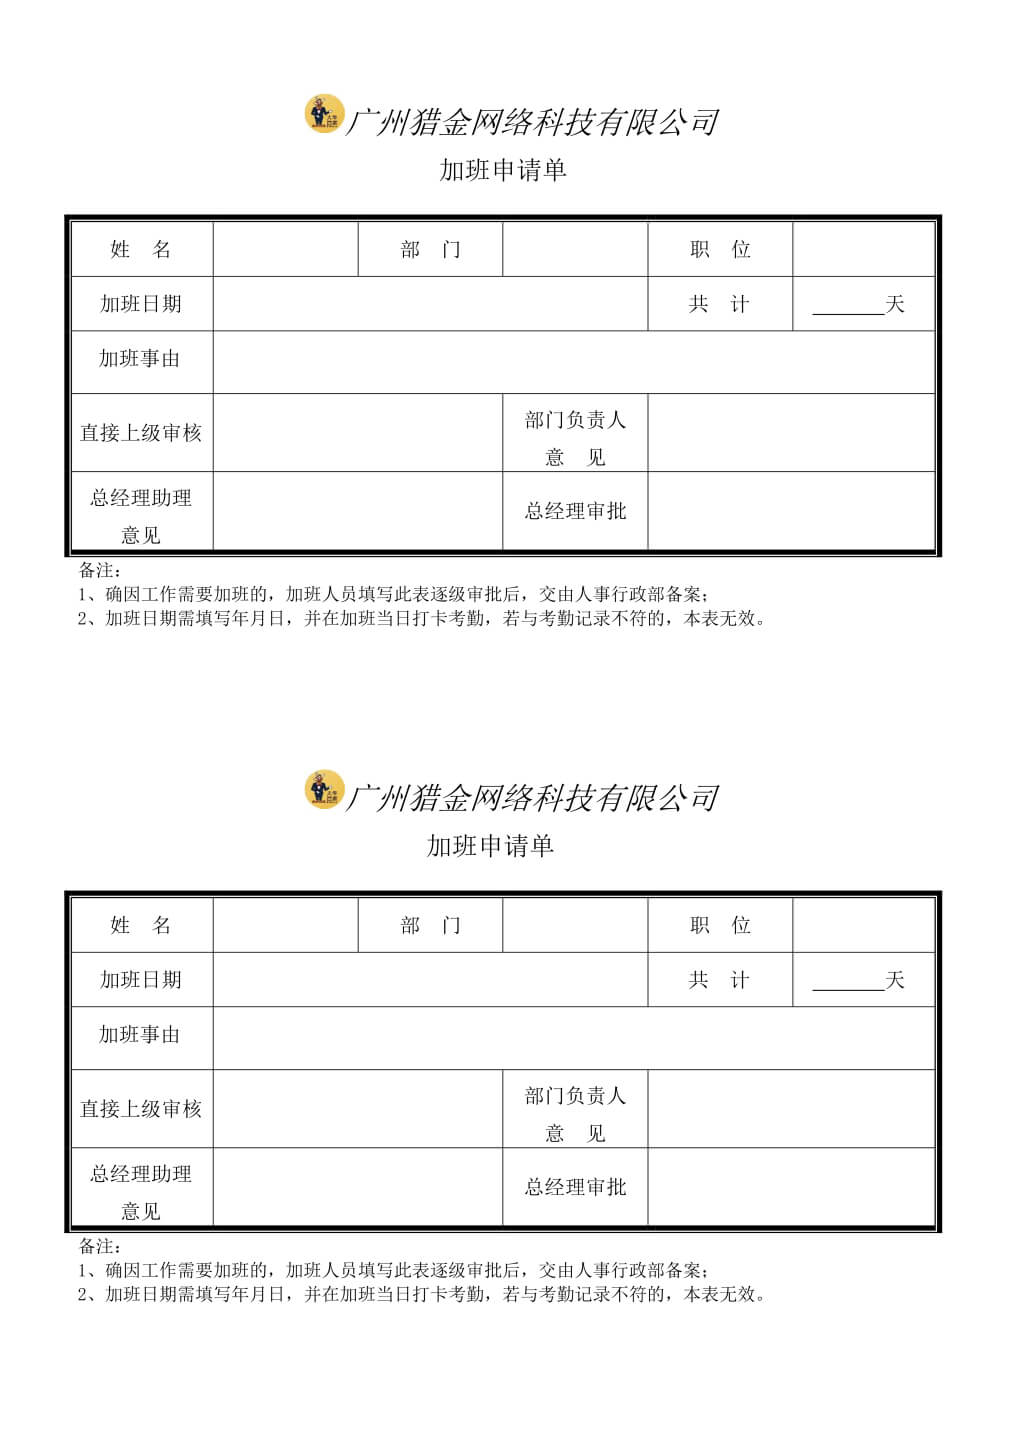 广州猎金网络科技有限公司
加班申请单
姓 名 部 门 职 位
加班日期 共 计 _______天
加班事由
直接上级审核 部门负责人
意 见
总经理助理
意见 总经理审批
备注：
1、确因工作需要加班的，加班人员填写此表逐级审批后，交由人事行政部备案；
2、加班日期需填写年月日，并在加班当日打卡考勤，若与考勤记录不符的，本表无效。
广州猎金网络科技有限公司
加班申请单
姓 名 部 门 职 位
加班日期 共 计 _______天
加班事由
直接上级审核 部门负责人
意 见
总经理助理
意见 总经理审批
备注：
1、确因工作需要加班的，加班人员填写此表逐级审批后，交由人事行政部备案；
2、加班日期需填写年月日，并在加班当日打卡考勤，若与考勤记录不符的，本表无效。